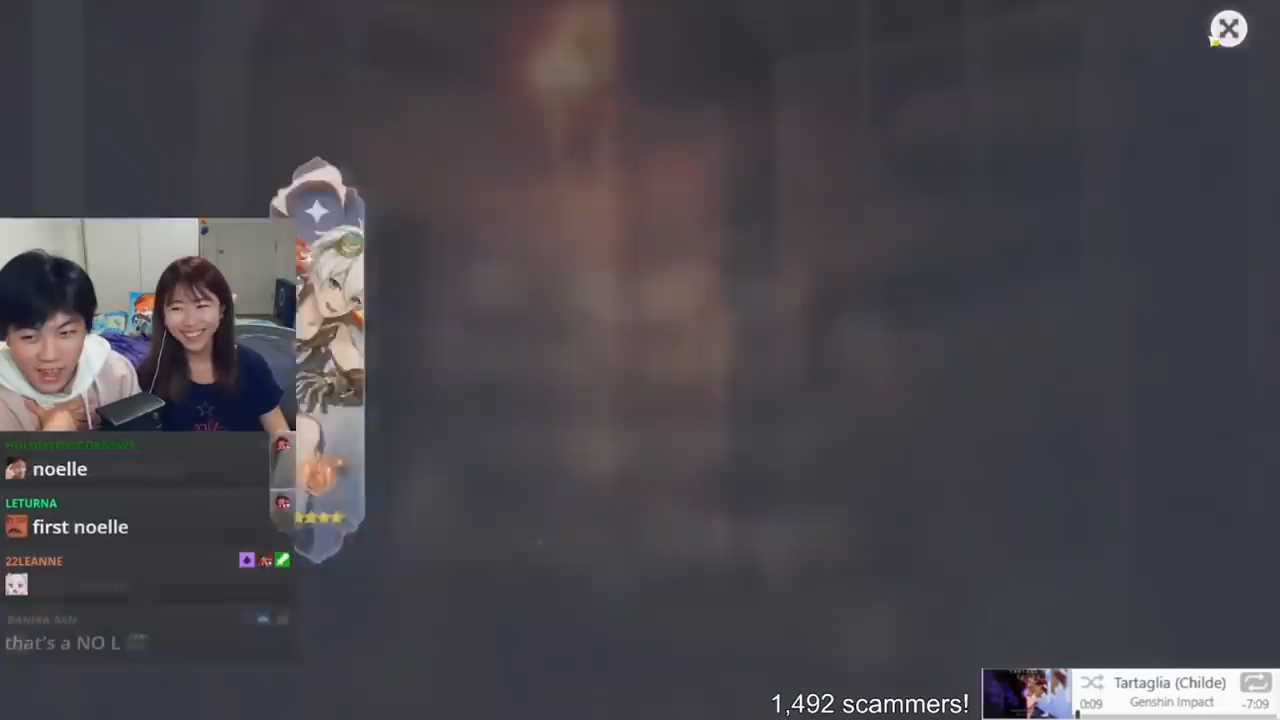 noelle
LETURNA
first noelle
22LEANNE
that's a NO L
1,492 scammers!
Tartaglia (Childe)
0:09
Genshin Impact
-7:09